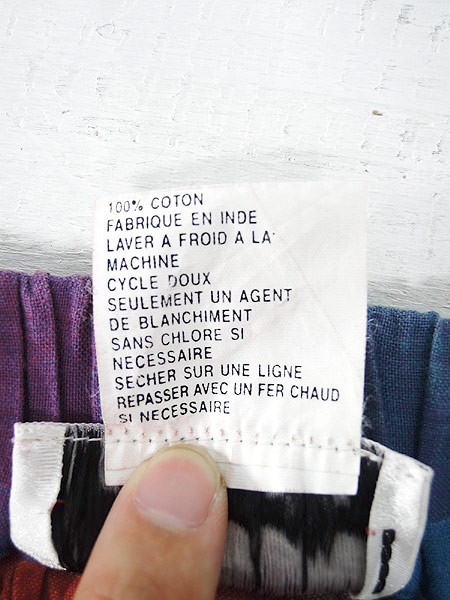 100% COTON
FABRIQUE EN INDE
LAVER A FROID A LA
MACHINE
CYCLE DOUX
SEULEMENT UN AGENT
DE BLANCHIMENT
SANS CHLORE SI
NECESSAIRE
SECHER SUR UNE LIGNE
REPASSER AVEC UN FER CHAUD
SI NECESSAIRE